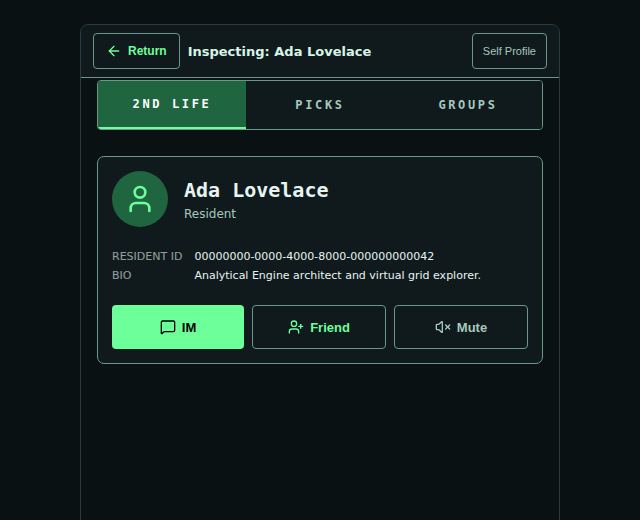 Return
Inspecting: Ada Lovelace
Self Profile
2ND LIFE
PICKS
GROUPS
Ada Lovelace
Resident
RESIDENT ID 00000000-0000-4000-8000-000000000042
BIO Analytical Engine architect and virtual grid explorer.
IM
Friend
Mute